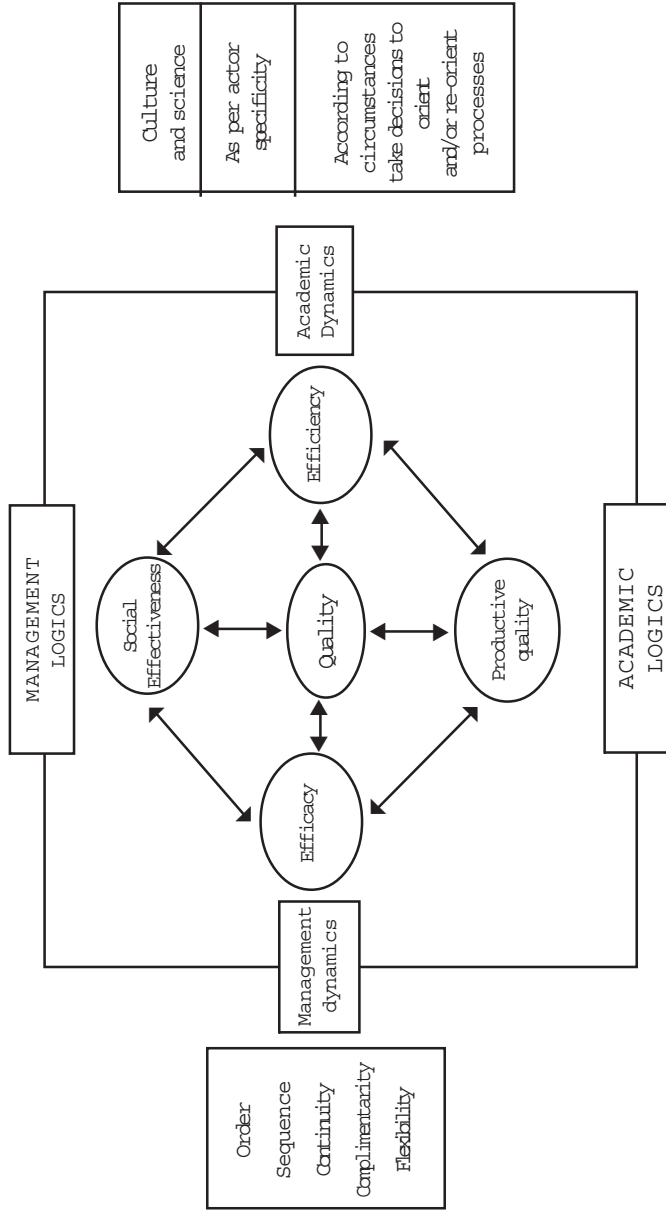 MANAGEMENT
LOGICS
Order
Sequence
Continuity
Complimentarity
Flexibility
Management
dynamics
Social
Effectiveness
Efficacy
Quality
Efficiency
Productive
quality
Academic
Dynamics
Culture
and science
As per actor
specificity
According to
circumstances
take decisions to
orient
and/or re-orient
processes
ACADEMIC
LOGICS